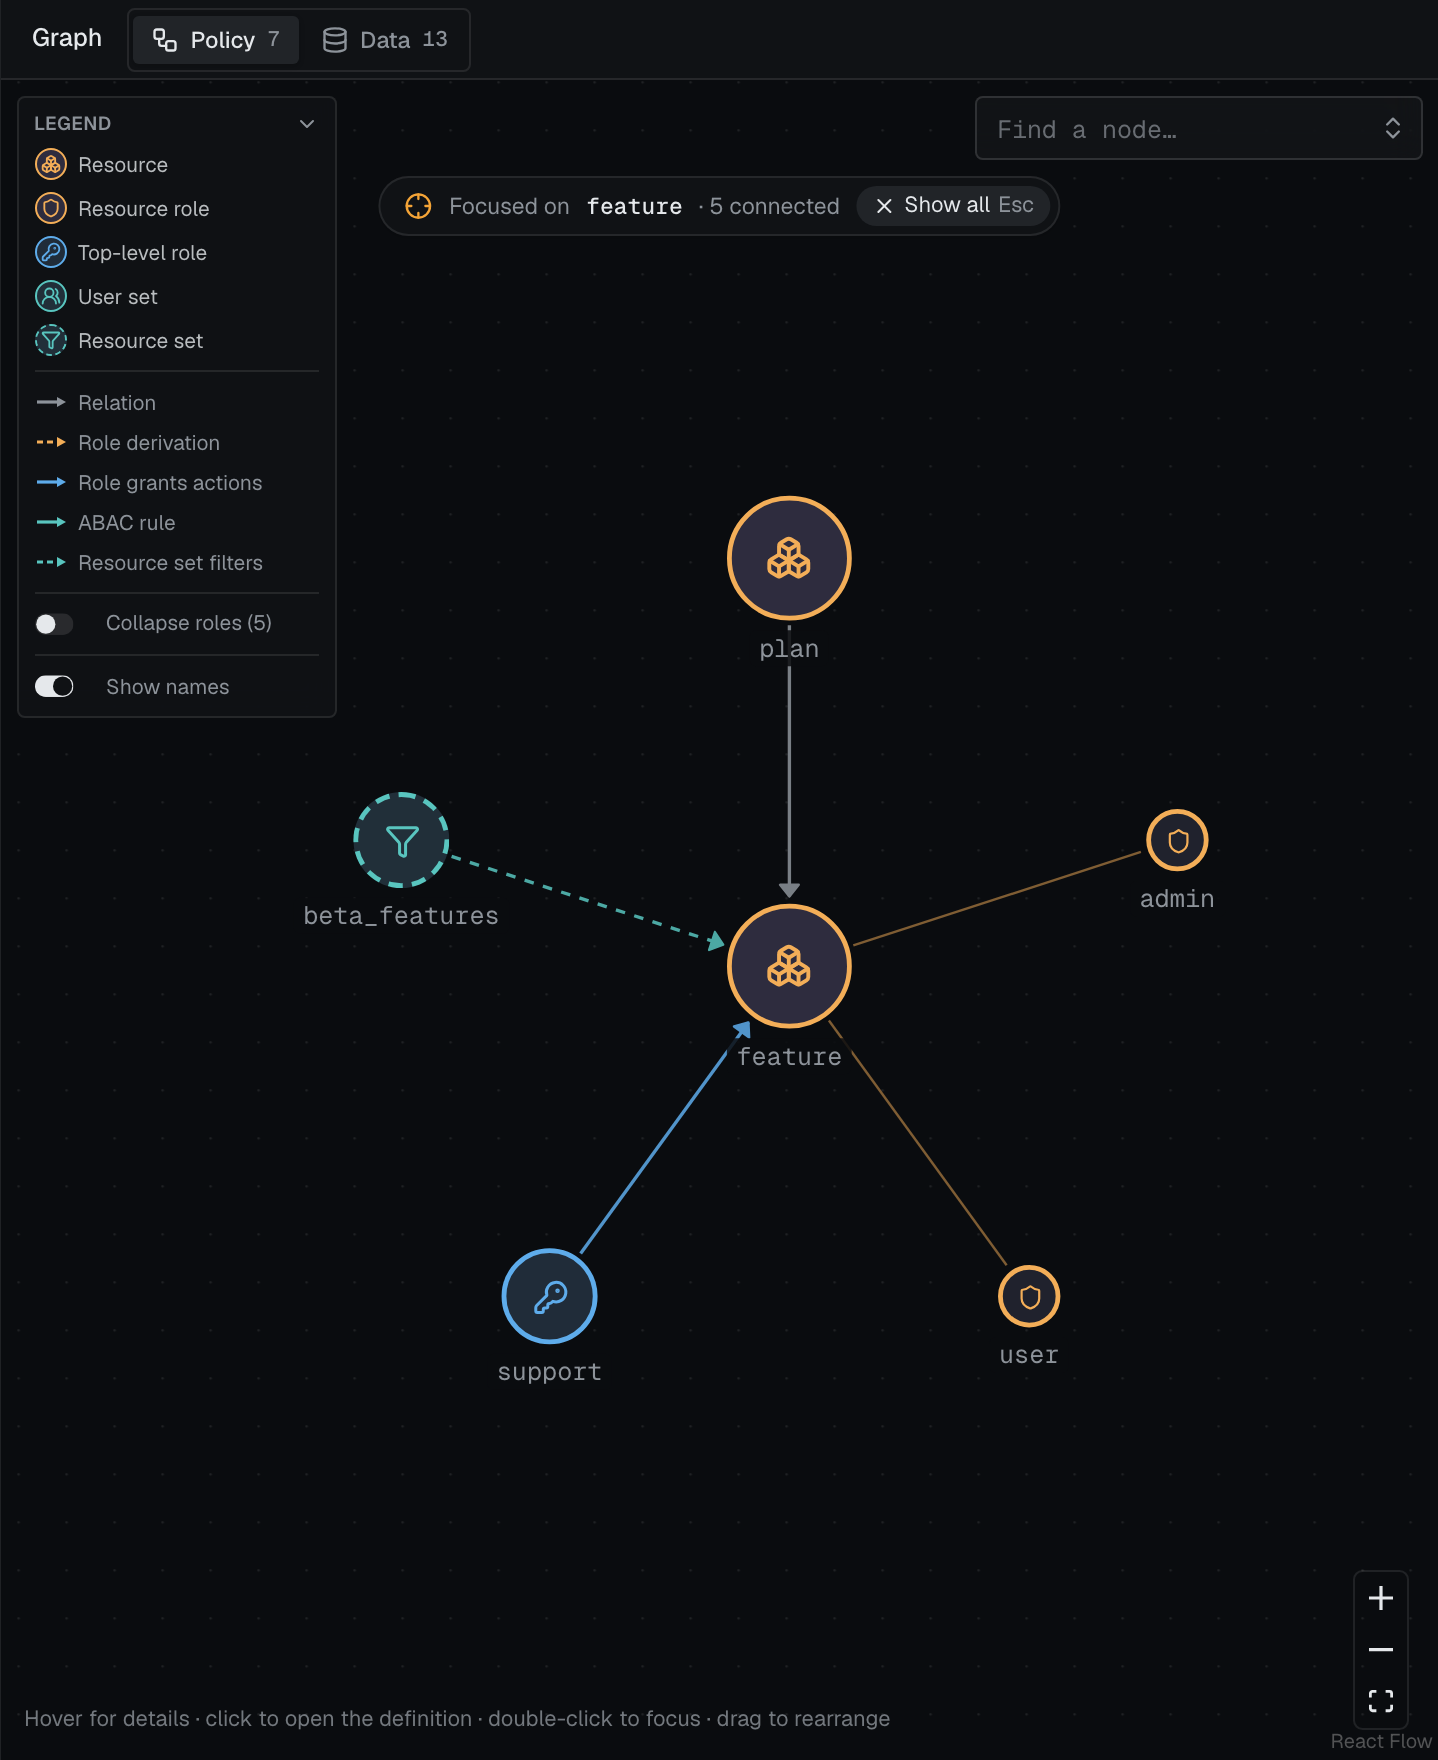 Graph
Policy 7
Data 13
LEGEND
Resource
Resource role
Top-level role
User set
Resource set
Relation
Role derivation
Role grants actions
ABAC rule
Resource set filters
Collapse roles (5)
Show names
Find a node…
Focused on feature · 5 connected
Show all Esc
plan
beta_features
admin
feature
support
user
Hover for details · click to open the definition · double-click to focus · drag to rearrange
React Flow